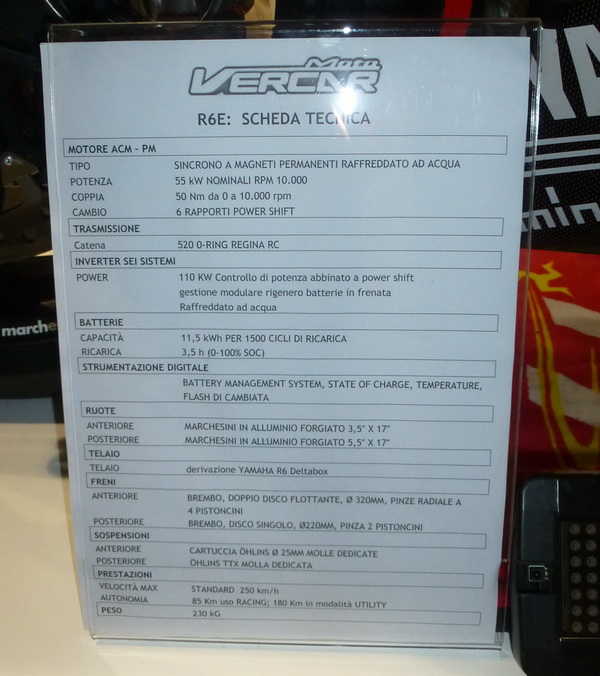 Moto
VERCAR
R6E: SCHEDA TECNICA
MOTORE ACM - PM
TIPO SINCRONO A MAGNETI PERMANENTI RAFFREDDATO AD ACQUA
POTENZA 55 kW NOMINALI RPM 10.000
COPPIA 50 Nm da 0 a 10.000 rpm
CAMBIO 6 RAPPORTI POWER SHIFT
TRASMISSIONE
Catena 520 O-RING REGINA RC
INVERTER SEI SISTEMI
POWER 110 KW Controllo di potenza abbinato a power shift
gestione modulare rigenero batterie in frenata
Raffreddato ad acqua
BATTERIE
CAPACITÀ 11,5 kWh PER 1500 CICLI DI RICARICA
RICARICA 3,5 h (0-100% SOC)
STRUMENTAZIONE DIGITALE
BATTERY MANAGEMENT SYSTEM, STATE OF CHARGE, TEMPERATURE,
FLASH DI CAMBIATA
RUOTE
ANTERIORE MARCHESINI IN ALLUMINIO FORGIATO 3,5" X 17"
POSTERIORE MARCHESINI IN ALLUMINIO FORGIATO 5,5" X 17"
TELAIO
TELAIO derivazione YAMAHA R6 Deltabox
FRENI
ANTERIORE BREMBO, DOPPIO DISCO FLOTTANTE, Ø 320MM, PINZE RADIALE A
4 PISTONCINI
POSTERIORE BREMBO, DISCO SINGOLO, Ø220MM, PINZA 2 PISTONCINI
SOSPENSIONI
ANTERIORE CARTUCCIA ÖHLINS Ø 25MM MOLLE DEDICATE
POSTERIORE ÖHLINS TTX MOLLA DEDICATA
PRESTAZIONI
VELOCITÀ MAX STANDARD 250 km/h
AUTONOMIA 85 Km uso RACING; 180 Km in modalità UTILITY
PESO 230 kG
marche